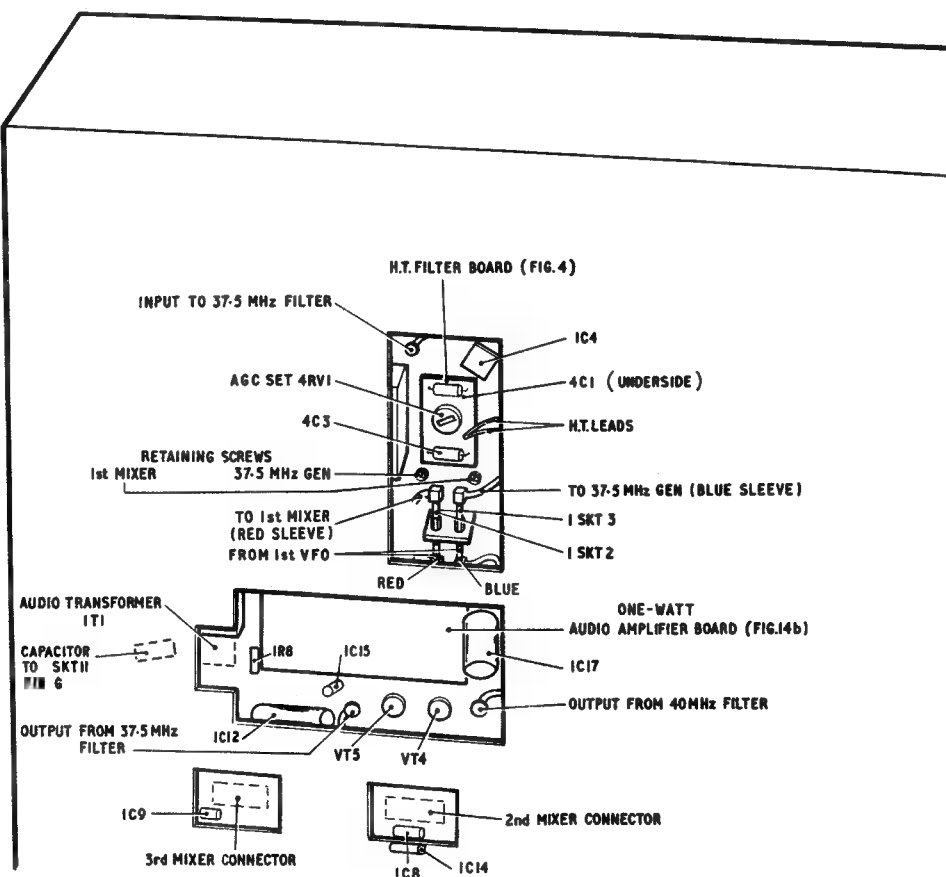 H.T. FILTER BOARD (FIG. 4)
INPUT TO 37·5 MHz FILTER
1C4
AGC SET 4RV1
4C1 (UNDERSIDE)
4C3
H.T. LEADS
RETAINING SCREWS
1st MIXER 37·5 MHz GEN
TO 37·5 MHz GEN (BLUE SLEEVE)
TO 1st MIXER
(RED SLEEVE)
1 SKT 3
FROM 1st VFO
1 SKT 2
RED
BLUE
AUDIO TRANSFORMER
1T1
ONE-WATT
AUDIO AMPLIFIER BOARD (FIG.14b)
CAPACITOR
TO SKT11
6
1R8
1C15
1C17
OUTPUT FROM 40MHz FILTER
OUTPUT FROM 37·5 MHz
FILTER
1C12
VT5
VT4
1C9
2nd MIXER CONNECTOR
3rd MIXER CONNECTOR
1C8
1C14